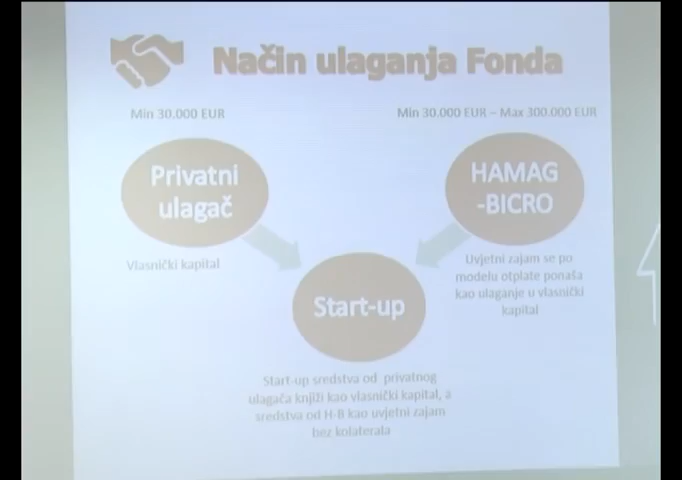 Način ulaganja Fonda
Min 30.000 EUR
Min 30.000 EUR – Max 300.000 EUR
Privatni
ulagač
HAMAG
-BICRO
Vlasnički kapital
Uvjetni zajam se po
modelu otplate ponaša
kao ulaganje u vlasnički
kapital
Start-up
Start-up sredstva od privatnog
ulagača knjiži kao vlasnički kapital, a
sredstva od H-B kao uvjetni zajam
bez kolaterala